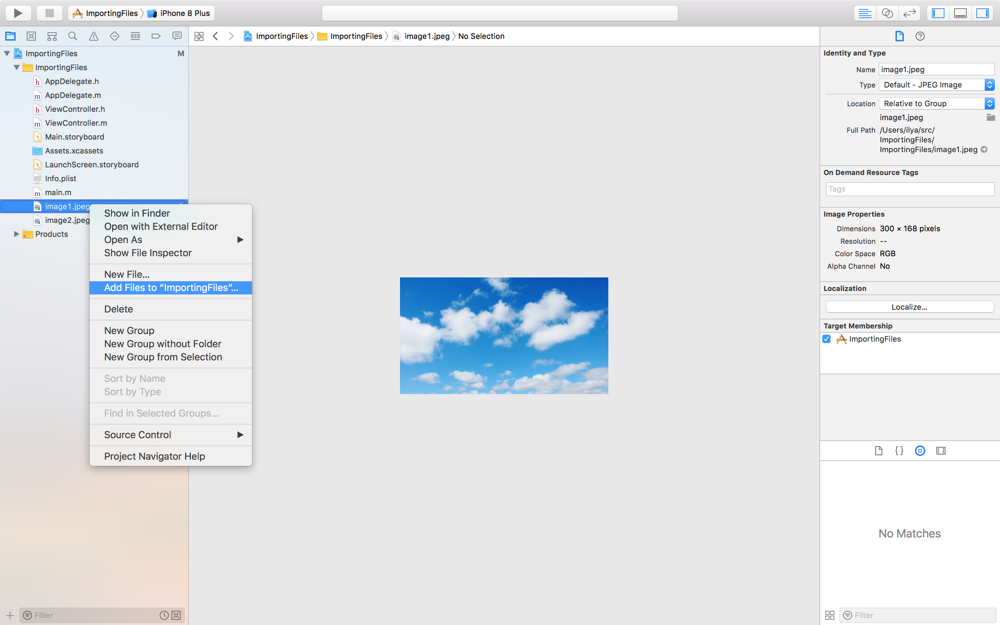 ImportingFiles iPhone 8 Plus
ImportingFiles ImportingFiles image1.jpeg No Selection
ImportingFiles M
ImportingFiles
AppDelegate.h
AppDelegate.m
ViewController.h
ViewController.m
Main.storyboard
Assets.xcassets
LaunchScreen.storyboard
Info.plist
main.m
image1.jpeg
image2.jpeg
Products
Show in Finder
Open with External Editor
Open As
Show File Inspector
New File...
Add Files to “ImportingFiles”...
Delete
New Group
New Group without Folder
New Group from Selection
Sort by Name
Sort by Type
Find in Selected Groups...
Source Control
Project Navigator Help
Filter
Identity and Type
Name image1.jpeg
Type Default - JPEG Image
Location Relative to Group
image1.jpeg
Full Path /Users/ilya/src/
ImportingFiles/
ImportingFiles/image1.jpeg
On Demand Resource Tags
Tags
Image Properties
Dimensions 300 × 168 pixels
Resolution --
Color Space RGB
Alpha Channel No
Localization
Localize...
Target Membership
ImportingFiles
No Matches
Filter